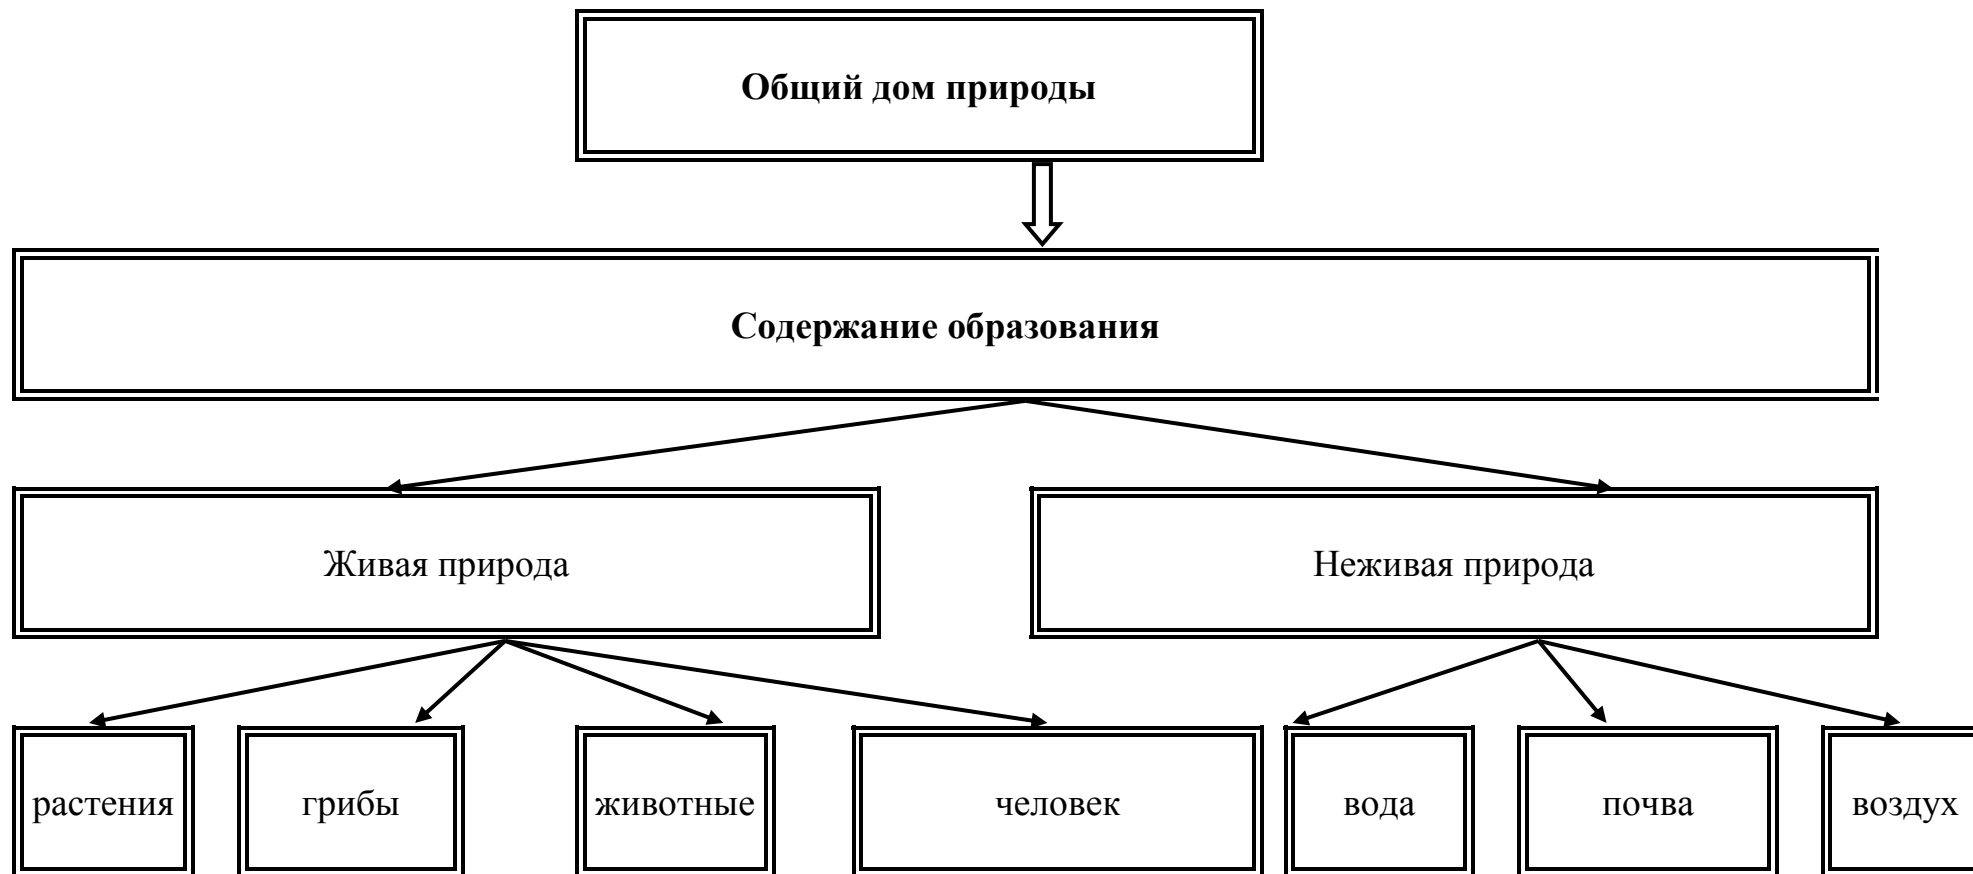 Общий дом природы
Содержание образования
Живая природа
Неживая природа
растения
грибы
животные
человек
вода
почва
воздух